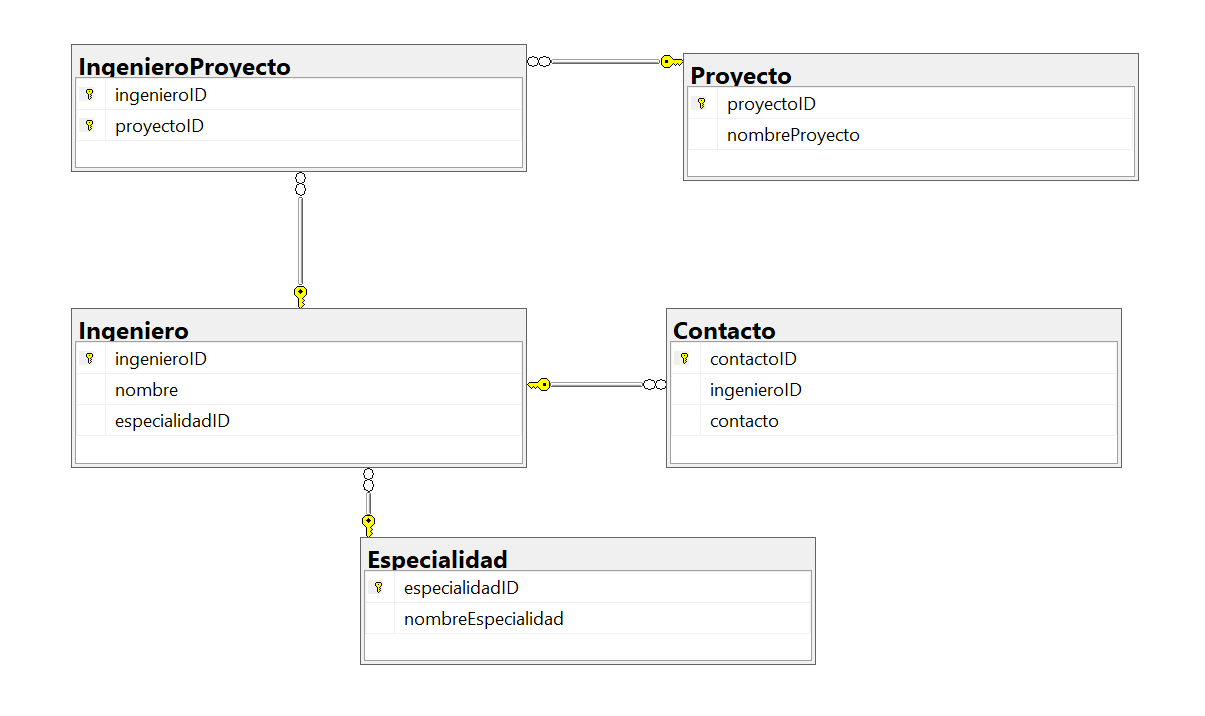 IngenieroProyecto
ingenieroID
proyectoID
Proyecto
proyectoID
nombreProyecto
Ingeniero
ingenieroID
nombre
especialidadID
Contacto
contactoID
ingenieroID
contacto
Especialidad
especialidadID
nombreEspecialidad